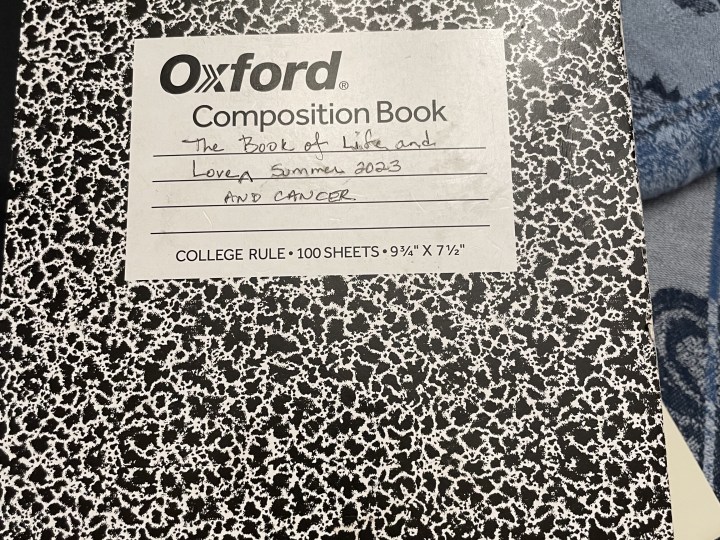 Oxford®
Composition Book
The Book of Life and
Love^ Summer 2023
AND CANCER.
COLLEGE RULE • 100 SHEETS • 9¾" X 7½"